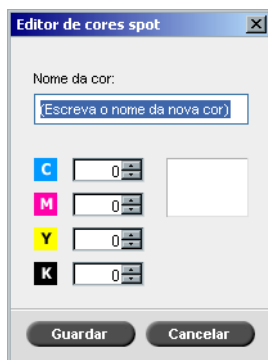 Editor de cores spot
Nome da cor:
(Escreva o nome da nova cor)
C 0
M 0
Y 0
K 0
Guardar Cancelar